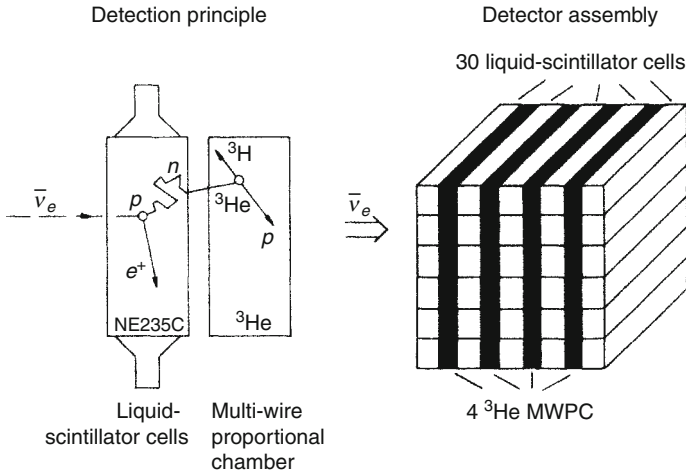 Detection principle
Detector assembly
30 liquid-scintillator cells
³H
n
³He
ν̅ₑ
p
p
e⁺
NE235C
³He
ν̅ₑ
Liquid-
scintillator cells
Multi-wire
proportional
chamber
4 ³He MWPC